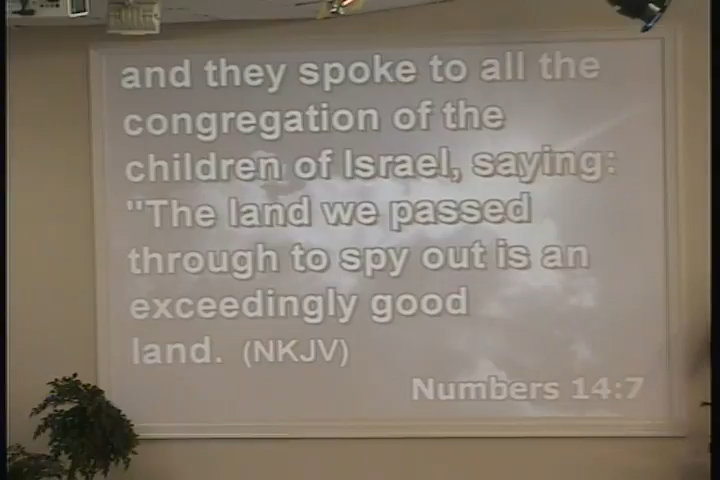 and they spoke to all the
congregation of the
children of Israel, saying:
"The land we passed
through to spy out is an
exceedingly good
land. (NKJV)
Numbers 14:7